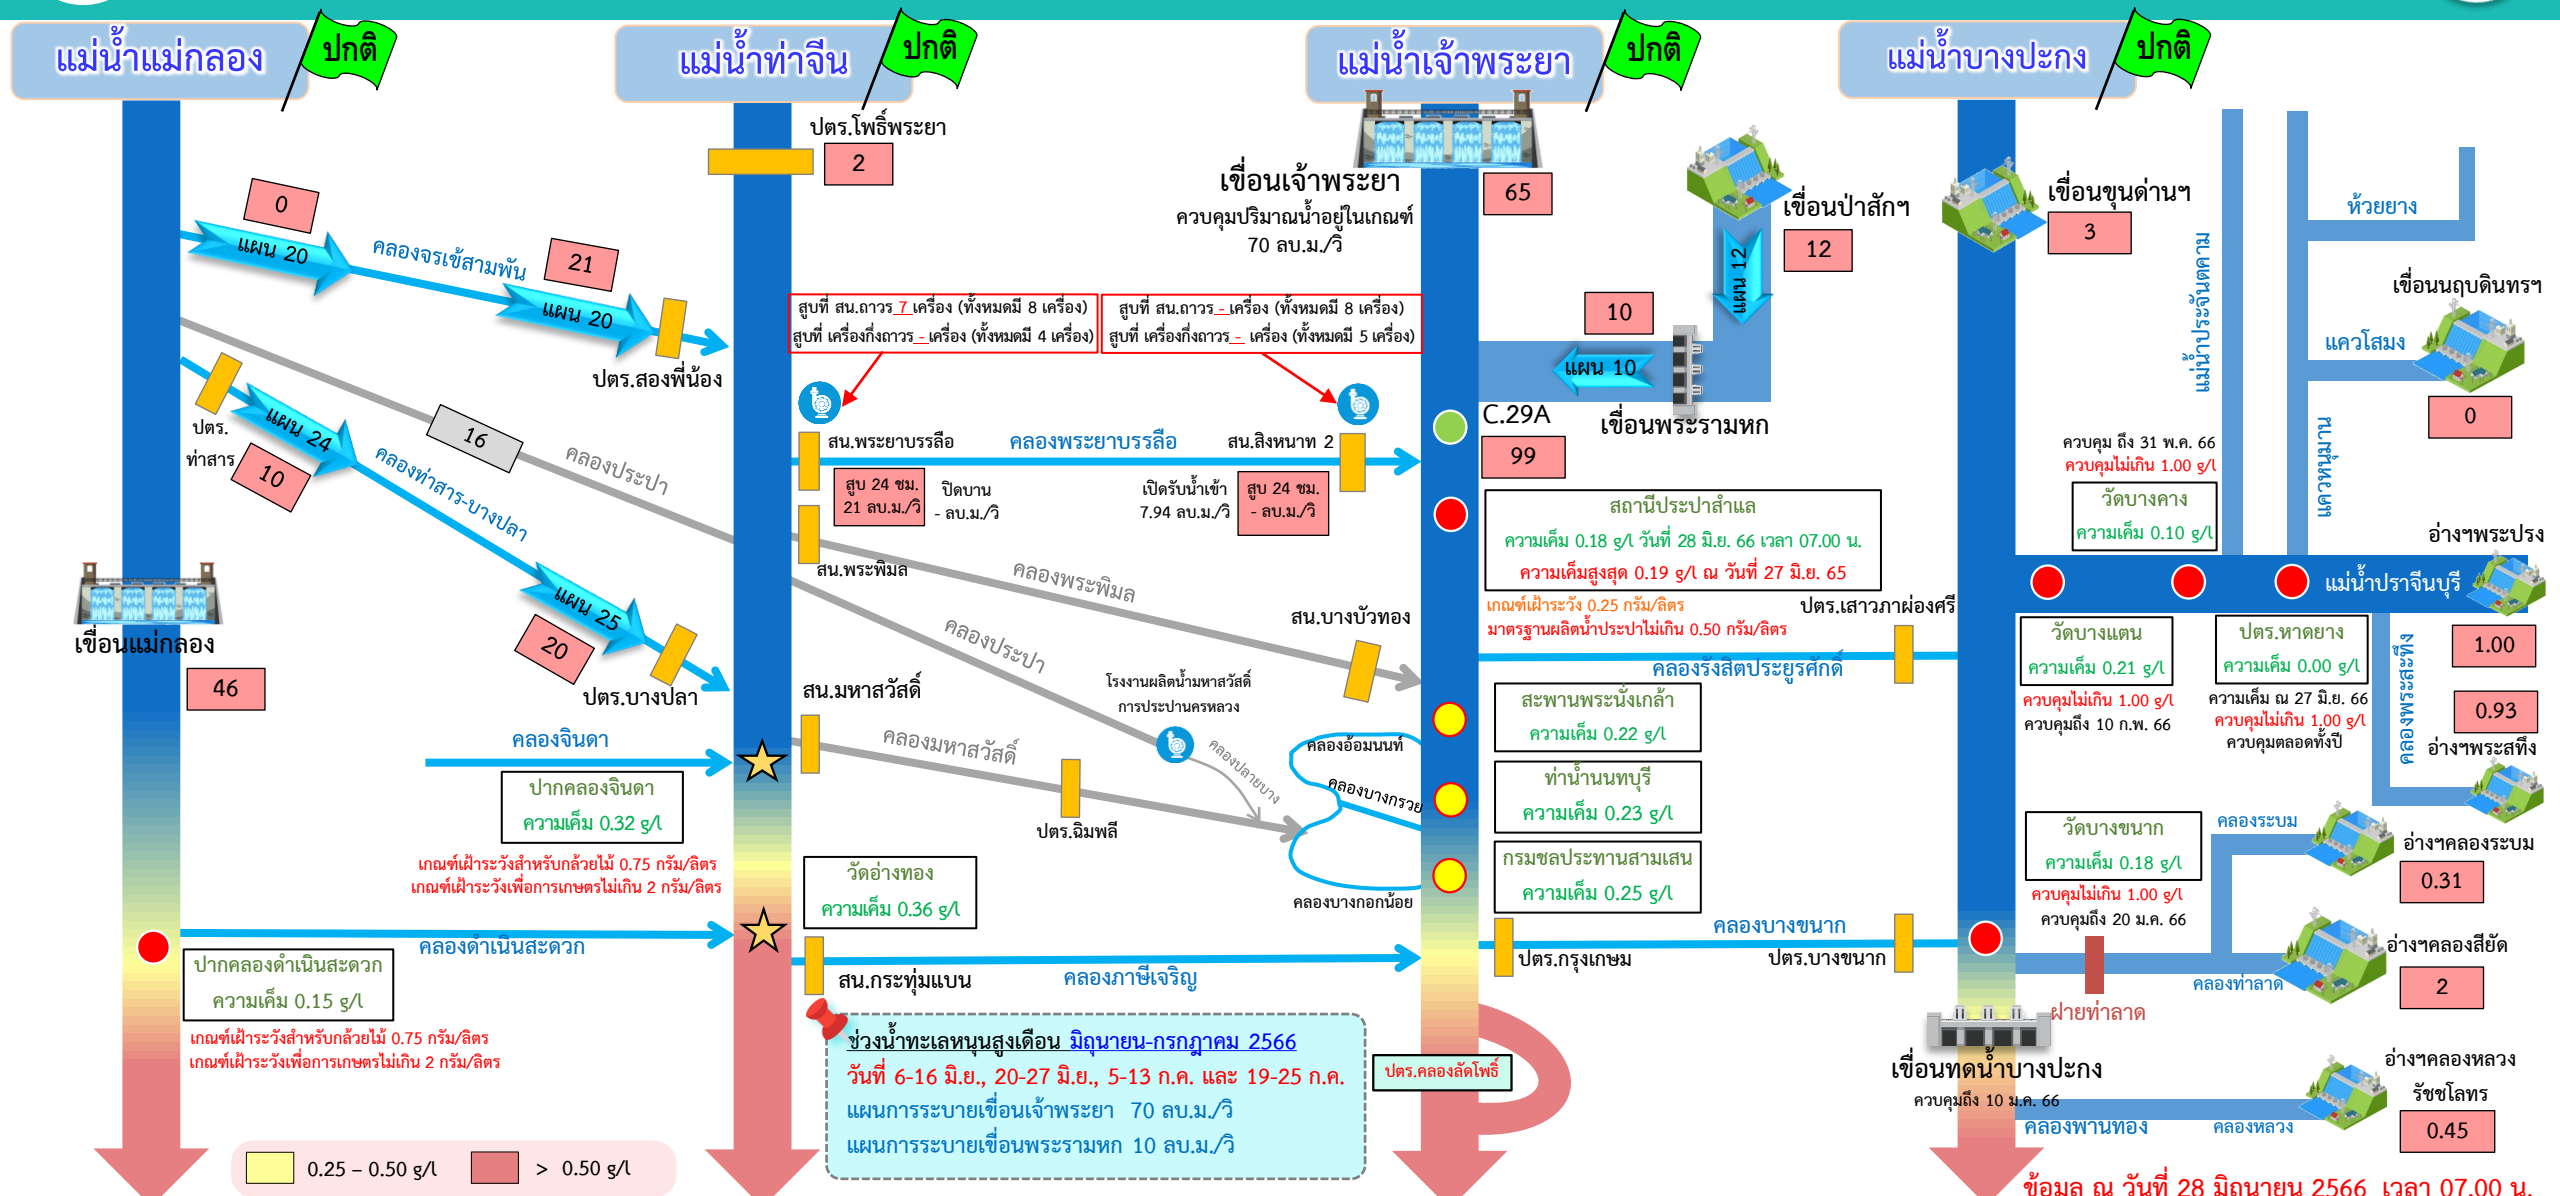 แม่น้ำแม่กลอง
ปกติ
แม่น้ำท่าจีน
ปกติ
แม่น้ำเจ้าพระยา
ปกติ
แม่น้ำบางปะกง
ปกติ
0
แผน 20
คลองจรเข้สามพัน
21
แผน 20
ปตร.สองพี่น้อง
ปตร.
ท่าสาร
แผน 24
10
16
คลองท่าสาร-บางปลา
คลองประปา
แผน 25
20
ปตร.บางปลา
เขื่อนแม่กลอง
46
คลองจินดา
ปากคลองจินดา
ความเค็ม 0.32 g/l
เกณฑ์เฝ้าระวังสำหรับกล้วยไม้ 0.75 กรัม/ลิตร
เกณฑ์เฝ้าระวังเพื่อการเกษตรไม่เกิน 2 กรัม/ลิตร
คลองดำเนินสะดวก
ปากคลองดำเนินสะดวก
ความเค็ม 0.15 g/l
เกณฑ์เฝ้าระวังสำหรับกล้วยไม้ 0.75 กรัม/ลิตร
เกณฑ์เฝ้าระวังเพื่อการเกษตรไม่เกิน 2 กรัม/ลิตร
0.25 – 0.50 g/l
> 0.50 g/l
ปตร.โพธิ์พระยา
2
สูบที่ สน.ถาวร 7 เครื่อง (ทั้งหมดมี 8 เครื่อง)
สูบที่ เครื่องกึ่งถาวร - เครื่อง (ทั้งหมดมี 4 เครื่อง)
สูบที่ สน.ถาวร - เครื่อง (ทั้งหมดมี 8 เครื่อง)
สูบที่ เครื่องกึ่งถาวร - เครื่อง (ทั้งหมดมี 5 เครื่อง)
สน.พระยาบรรลือ
คลองพระยาบรรลือ
สน.สิงหนาท 2
สูบ 24 ชม.
21 ลบ.ม./วิ
ปิดบาน
- ลบ.ม./วิ
เปิดรับน้ำเข้า
7.94 ลบ.ม./วิ
สูบ 24 ชม.
- ลบ.ม./วิ
สน.พระพิมล
คลองพระพิมล
สน.บางบัวทอง
คลองประปา
โรงงานผลิตน้ำมหาสวัสดิ์
การประปานครหลวง
สน.มหาสวัสดิ์
คลองมหาสวัสดิ์
ปตร.ฉิมพลี
คลองปลายบาง
คลองอ้อมนนท์
คลองบางกรวย
คลองบางกอกน้อย
วัดอ่างทอง
ความเค็ม 0.36 g/l
สน.กระทุ่มแบน
คลองภาษีเจริญ
ช่วงน้ำทะเลหนุนสูงเดือน มิถุนายน-กรกฎาคม 2566
วันที่ 6-16 มิ.ย., 20-27 มิ.ย., 5-13 ก.ค. และ 19-25 ก.ค.
แผนการระบายเขื่อนเจ้าพระยา 70 ลบ.ม./วิ
แผนการระบายเขื่อนพระรามหก 10 ลบ.ม./วิ
เขื่อนเจ้าพระยา
ควบคุมปริมาณน้ำอยู่ในเกณฑ์
70 ลบ.ม./วิ
65
เขื่อนป่าสักฯ
12
แผน 12
10
แผน 10
เขื่อนพระรามหก
C.29A
99
สถานีประปาสำแล
ความเค็ม 0.18 g/l วันที่ 28 มิ.ย. 66 เวลา 07.00 น.
ความเค็มสูงสุด 0.19 g/l ณ วันที่ 27 มิ.ย. 65
เกณฑ์เฝ้าระวัง 0.25 กรัม/ลิตร
มาตรฐานผลิตน้ำประปาไม่เกิน 0.50 กรัม/ลิตร
ปตร.เสาวภาผ่องศรี
คลองรังสิตประยูรศักดิ์
สะพานพระนั่งเกล้า
ความเค็ม 0.22 g/l
ท่าน้ำนนทบุรี
ความเค็ม 0.23 g/l
กรมชลประทานสามเสน
ความเค็ม 0.25 g/l
คลองบางขนาก
ปตร.กรุงเกษม
ปตร.บางขนาก
ปตร.คลองลัดโพธิ์
เขื่อนขุนด่านฯ
3
ห้วยยาง
แม่น้ำประจันตคาม
เขื่อนนฤบดินทรฯ
แควโสมง
0
แควหนุมาน
ควบคุม ถึง 31 พ.ค. 66
ควบคุมไม่เกิน 1.00 g/l
วัดบางคาง
ความเค็ม 0.10 g/l
อ่างฯพระปรง
แม่น้ำปราจีนบุรี
1.00
วัดบางแตน
ความเค็ม 0.21 g/l
ควบคุมไม่เกิน 1.00 g/l
ควบคุมถึง 10 ก.พ. 66
ปตร.หาดยาง
ความเค็ม 0.00 g/l
ความเค็ม ณ 27 มิ.ย. 66
ควบคุมไม่เกิน 1.00 g/l
ควบคุมตลอดทั้งปี
คลองพระสะทึง
0.93
อ่างฯพระสทึง
วัดบางขนาก
ความเค็ม 0.18 g/l
ควบคุมไม่เกิน 1.00 g/l
ควบคุมถึง 20 ม.ค. 66
คลองระบม
อ่างฯคลองระบม
0.31
อ่างฯคลองสียัด
2
คลองท่าลาด
ฝายท่าลาด
เขื่อนทดน้ำบางปะกง
ควบคุมถึง 10 ม.ค. 66
คลองพานทอง
คลองหลวง
อ่างฯคลองหลวง
รัชชโลทร
0.45
ข้อมูล ณ วันที่ 28 มิถุนายน 2566 เวลา 07.00 น.